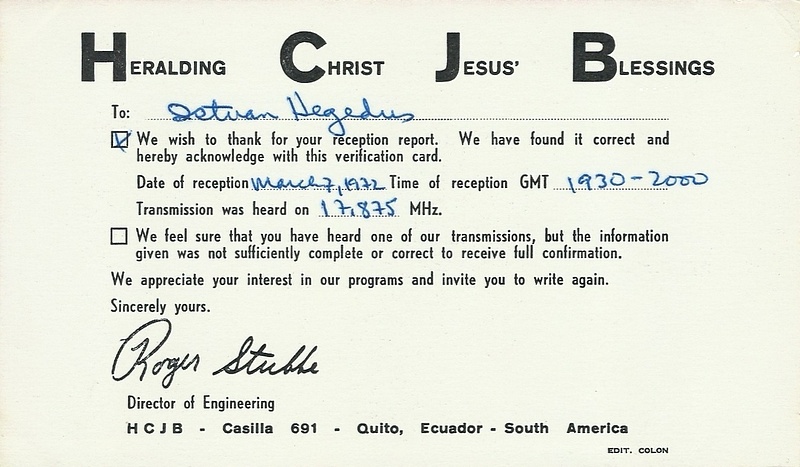 HERALDING CHRIST JESUS' BLESSINGS
To: Istvan Hegedus
We wish to thank for your reception report. We have found it correct and
hereby acknowledge with this verification card.
Date of reception March 7, 1972 Time of reception GMT 1930-2000
Transmission was heard on 17,875 MHz.
We feel sure that you have heard one of our transmissions, but the information
given was not sufficiently complete or correct to receive full confirmation.
We appreciate your interest in our programs and invite you to write again.
Sincerely yours.
Roger Stubbe
Director of Engineering
HCJB - Casilla 691 - Quito, Ecuador - South America
EDIT. COLON